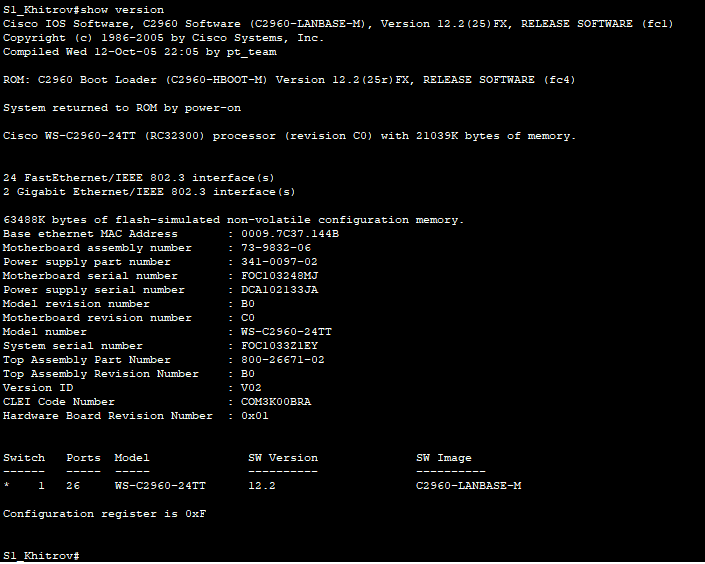 S1_Khitrov#show version
Cisco IOS Software, C2960 Software (C2960-LANBASE-M), Version 12.2(25)FX, RELEASE SOFTWARE (fc1)
Copyright (c) 1986-2005 by Cisco Systems, Inc.
Compiled Wed 12-Oct-05 22:05 by pt_team
ROM: C2960 Boot Loader (C2960-HBOOT-M) Version 12.2(25r)FX, RELEASE SOFTWARE (fc4)
System returned to ROM by power-on
Cisco WS-C2960-24TT (RC32300) processor (revision C0) with 21039K bytes of memory.
24 FastEthernet/IEEE 802.3 interface(s)
2 Gigabit Ethernet/IEEE 802.3 interface(s)
63488K bytes of flash-simulated non-volatile configuration memory.
Base ethernet MAC Address : 0009.7C37.144B
Motherboard assembly number : 73-9832-06
Power supply part number : 341-0097-02
Motherboard serial number : FOC103248MJ
Power supply serial number : DCA102133JA
Model revision number : B0
Motherboard revision number : C0
Model number : WS-C2960-24TT
System serial number : FOC1033Z1EY
Top Assembly Part Number : 800-26671-02
Top Assembly Revision Number : B0
Version ID : V02
CLEI Code Number : COM3K00BRA
Hardware Board Revision Number : 0x01
Switch Ports Model SW Version SW Image
------ ----- ----- ---------- ----------
* 1 26 WS-C2960-24TT 12.2 C2960-LANBASE-M
Configuration register is 0xF
S1_Khitrov#